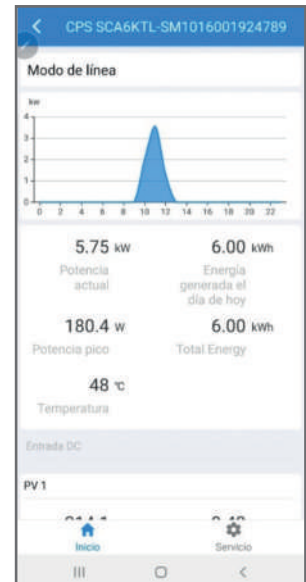 CPS SCA6KTL-SM1016001924789
Modo de línea
kw
4
3
2
1
0 2 4 6 8 10 12 14 16 18 20 22
5.75 kW 6.00 kWh
Potencia actual Energía generada el día de hoy
180.4 W 6.00 kWh
Potencia pico Total Energy
48 ℃
Temperatura
Entrada DC
PV 1
Inicio Servicio